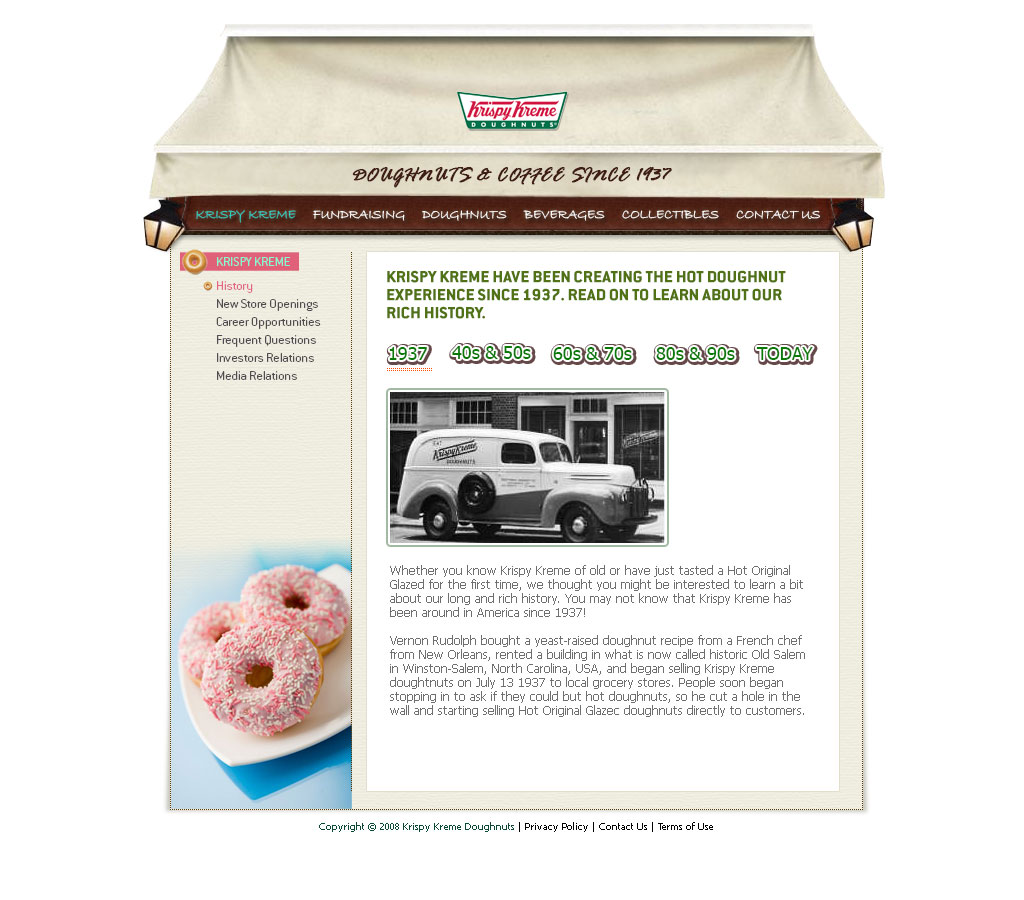 Krispy Kreme
DOUGHNUTS
DOUGHNUTS & COFFEE SINCE 1937
KRISPY KREME FUNDRAISING DOUGHNUTS BEVERAGES COLLECTIBLES CONTACT US
KRISPY KREME
History
New Store Openings
Career Opportunities
Frequent Questions
Investors Relations
Media Relations
KRISPY KREME HAVE BEEN CREATING THE HOT DOUGHNUT
EXPERIENCE SINCE 1937. READ ON TO LEARN ABOUT OUR
RICH HISTORY.
1937 40s & 50s 60s & 70s 80s & 90s TODAY
Krispy Kreme
DOUGHNUTS
Whether you know Krispy Kreme of old or have just tasted a Hot Original
Glazed for the first time, we thought you might be interested to learn a bit
about our long and rich history. You may not know that Krispy Kreme has
been around in America since 1937!
Vernon Rudolph bought a yeast-raised doughnut recipe from a French chef
from New Orleans, rented a building in what is now called historic Old Salem
in Winston-Salem, North Carolina, USA, and began selling Krispy Kreme
doughtnuts on July 13 1937 to local grocery stores. People soon began
stopping in to ask if they could but hot doughnuts, so he cut a hole in the
wall and starting selling Hot Original Glazec doughnuts directly to customers.
Copyright © 2008 Krispy Kreme Doughnuts | Privacy Policy | Contact Us | Terms of Use